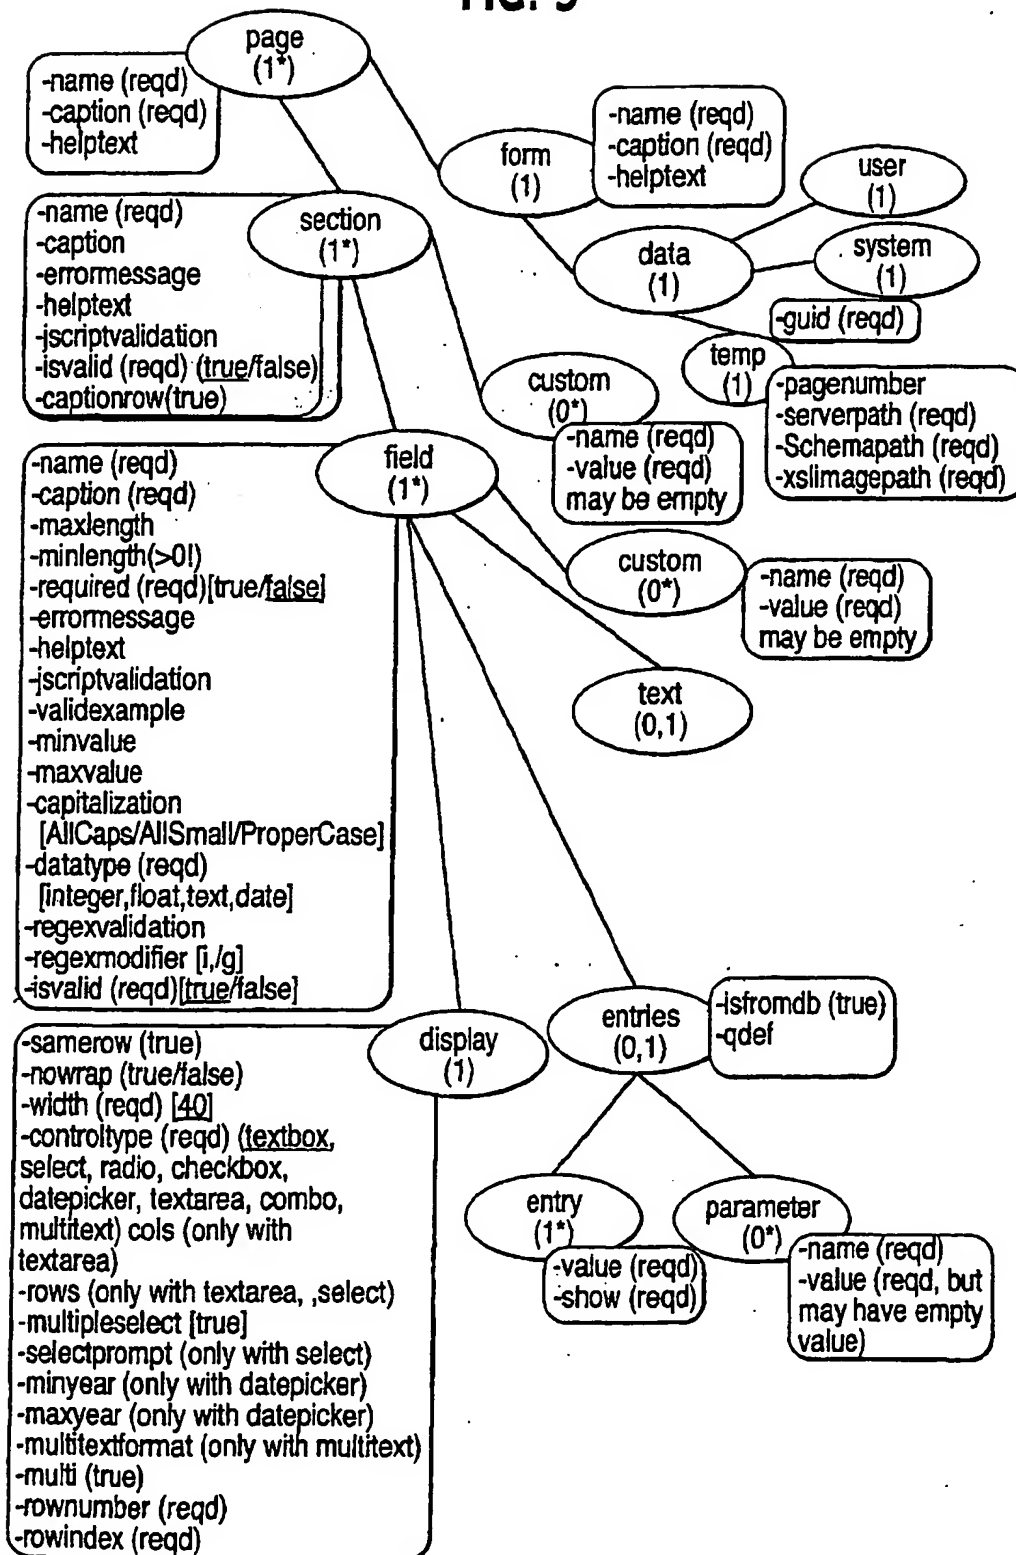 FIG. 5
page
(1*)
-name (reqd)
-caption (reqd)
-helptext
form
(1)
-name (reqd)
-caption (reqd)
-helptext
user
(1)
data
(1)
system
(1)
-guid (reqd)
temp
(1)
-pagenumber
-serverpath (reqd)
-Schemapath (reqd)
-xslimagepath (reqd)
section
(1*)
-name (reqd)
-caption
-errormessage
-helptext
-jscriptvalidation
-isvalid (reqd) (true/false)
-captionrow(true)
custom
(0*)
-name (reqd)
-value (reqd)
may be empty
field
(1*)
-name (reqd)
-caption (reqd)
-maxlength
-minlength(>0!)
-required (reqd)[true/false]
-errormessage
-helptext
-jscriptvalidation
-validexample
-minvalue
-maxvalue
-capitalization
[AllCaps/AllSmall/ProperCase]
-datatype (reqd)
[integer,float,text,date]
-regexvalidation
-regexmodifier [i,/g]
-isvalid (reqd)[true/false]
custom
(0*)
-name (reqd)
-value (reqd)
may be empty
text
(0,1)
display
(1)
-samerow (true)
-nowrap (true/false)
-width (reqd) [40]
-controltype (reqd) (textbox,
select, radio, checkbox,
datepicker, textarea, combo,
multitext) cols (only with
textarea)
-rows (only with textarea, ,select)
-multipleselect [true]
-selectprompt (only with select)
-minyear (only with datepicker)
-maxyear (only with datepicker)
-multitextformat (only with multitext)
-multi (true)
-rownumber (reqd)
-rowindex (reqd)
entries
(0,1)
-isfromdb (true)
-qdef
entry
(1*)
-value (reqd)
-show (reqd)
parameter
(0*)
-name (reqd)
-value (reqd, but
may have empty
value)